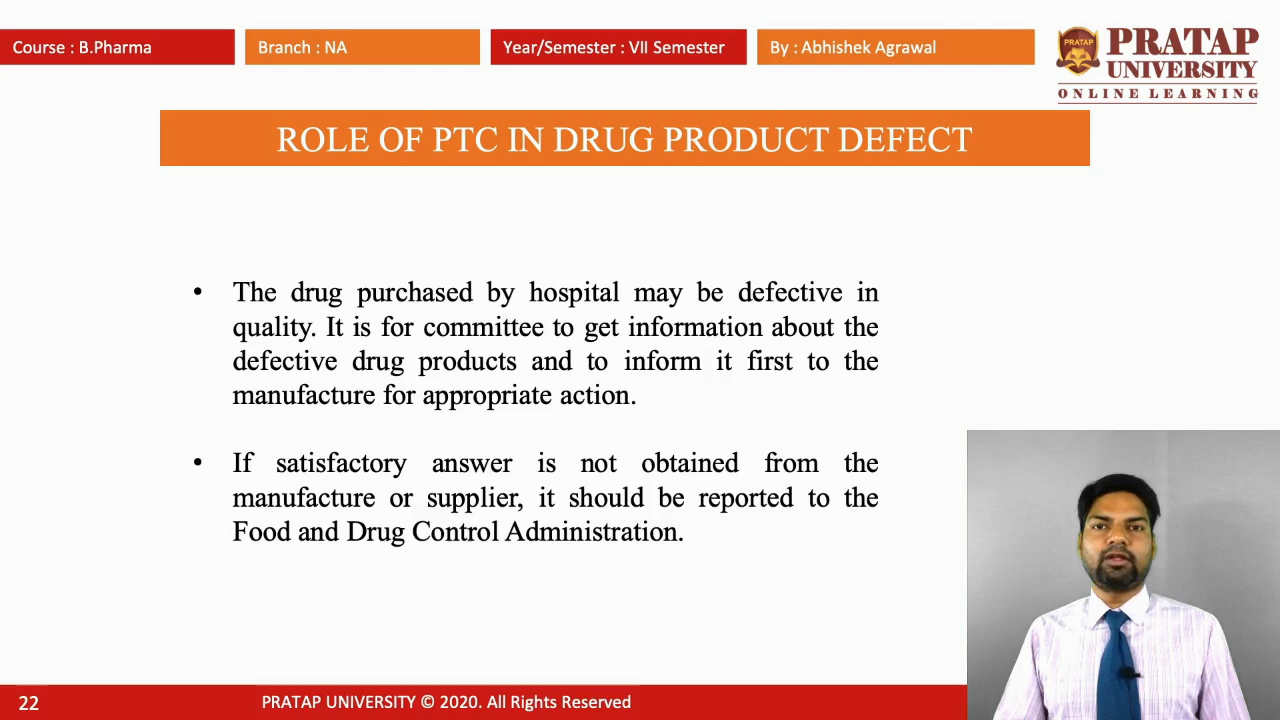 Course : B.Pharma
Branch : NA
Year/Semester : VII Semester
By : Abhishek Agrawal
PRATAP
PRATAP
UNIVERSITY
ONLINE LEARNING
ROLE OF PTC IN DRUG PRODUCT DEFECT
• The drug purchased by hospital may be defective in
quality. It is for committee to get information about the
defective drug products and to inform it first to the
manufacture for appropriate action.
• If satisfactory answer is not obtained from the
manufacture or supplier, it should be reported to the
Food and Drug Control Administration.
22
PRATAP UNIVERSITY © 2020. All Rights Reserved